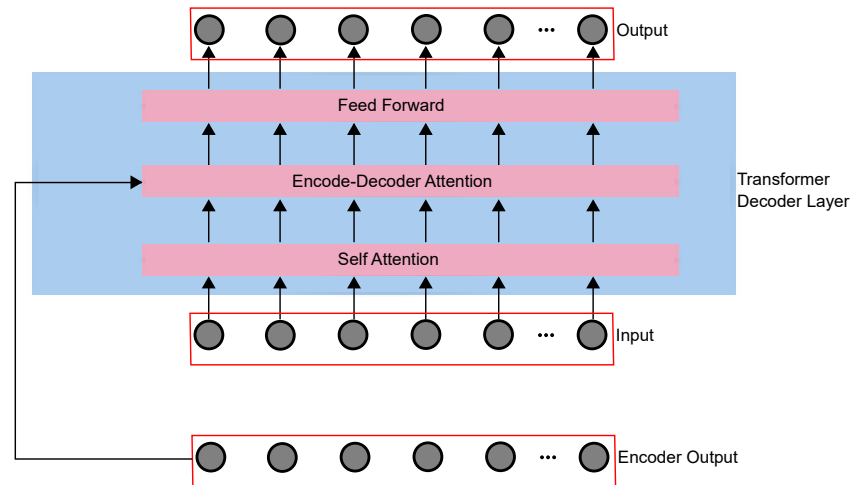 Output
Feed Forward
Encode-Decoder Attention
Transformer
Decoder Layer
Self Attention
Input
Encoder Output